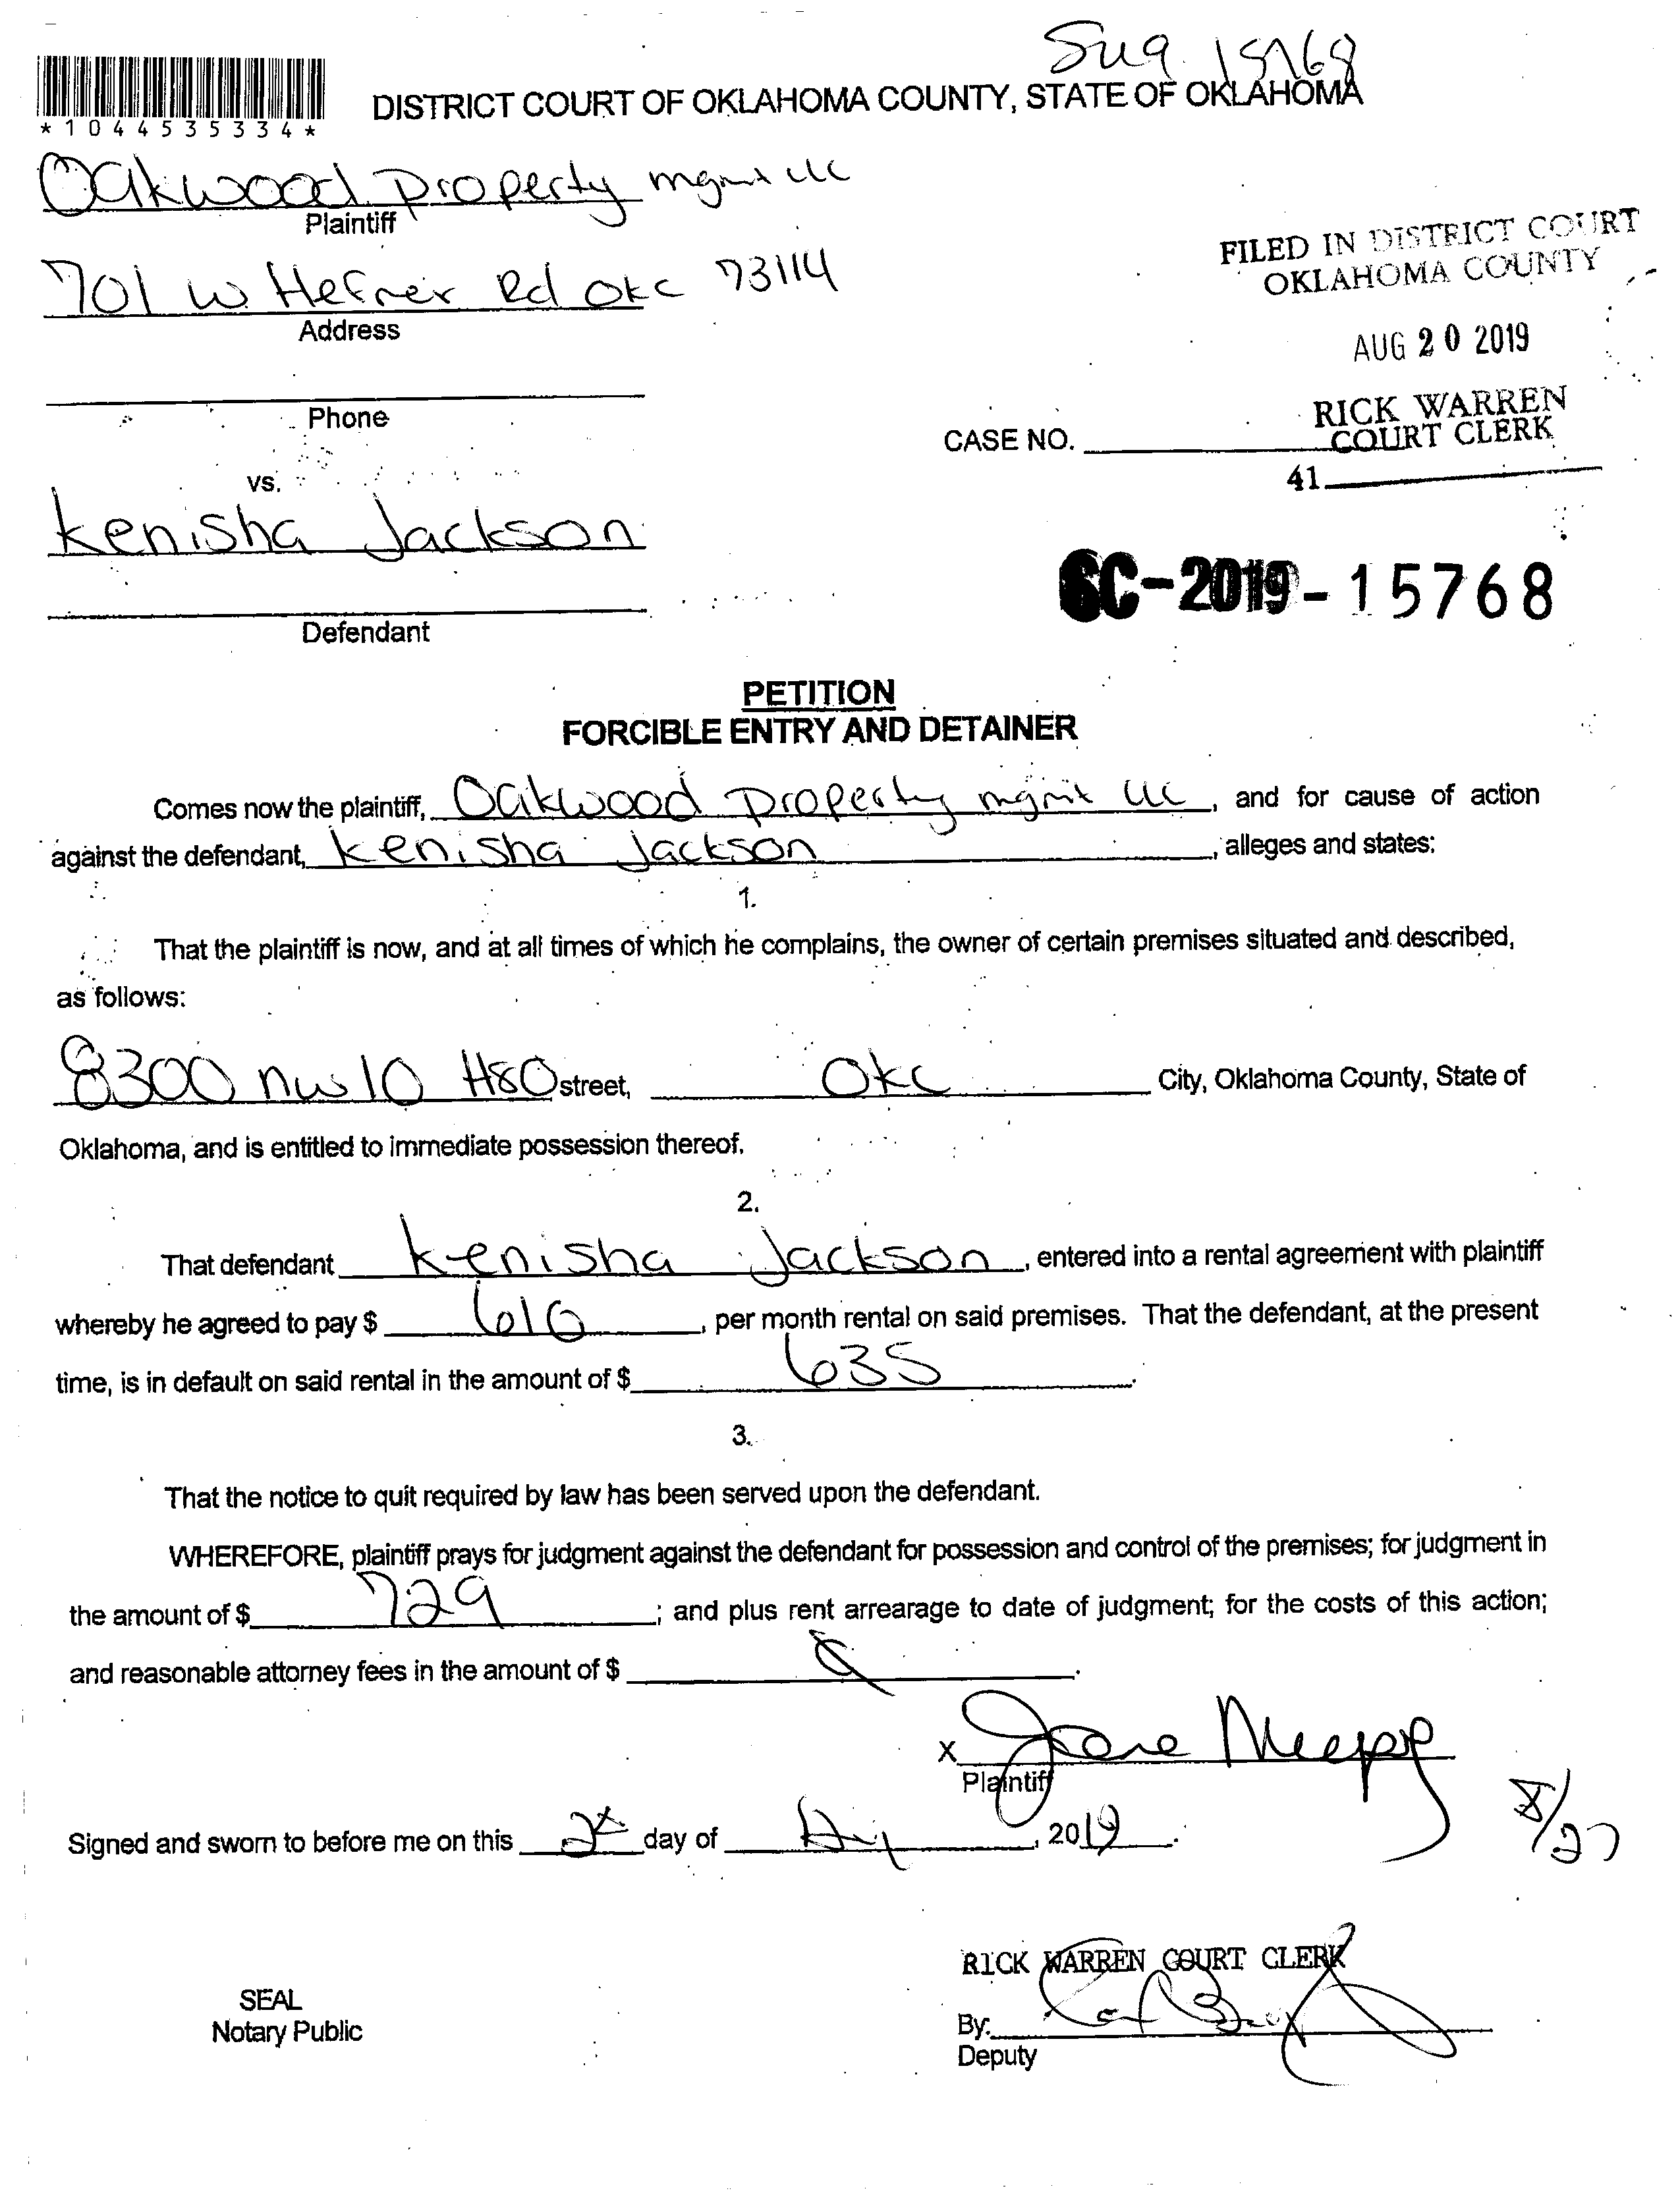 Sug 15768
*1044535334*
DISTRICT COURT OF OKLAHOMA COUNTY, STATE OF OKLAHOMA
Oakwood Property mgmt llc
Plaintiff
701 W Hefner Rd OKC 73114
Address
Phone
FILED IN DISTRICT COURT
OKLAHOMA COUNTY
AUG 20 2019
RICK WARREN
COURT CLERK
CASE NO.
41
vs.
Kenisha Jackson
Defendant
SC-2019-15768
PETITION
FORCIBLE ENTRY AND DETAINER
Comes now the plaintiff, Oakwood Property mgmt llc, and for cause of action
against the defendant, Kenisha Jackson, alleges and states:
1.
That the plaintiff is now, and at all times of which he complains, the owner of certain premises situated and described,
as follows:
8300 nw 10 #80 street, OKC City, Oklahoma County, State of
Oklahoma, and is entitled to immediate possession thereof.
2.
That defendant Kenisha Jackson, entered into a rental agreement with plaintiff
whereby he agreed to pay $ 616, per month rental on said premises. That the defendant, at the present
time, is in default on said rental in the amount of $ 635.
3.
That the notice to quit required by law has been served upon the defendant.
WHEREFORE, plaintiff prays for judgment against the defendant for possession and control of the premises; for judgment in
the amount of $ 729; and plus rent arrearage to date of judgment; for the costs of this action;
and reasonable attorney fees in the amount of $ .
X
Plaintiff
8/27
Signed and sworn to before me on this day of Aug, 2019.
RICK WARREN COURT CLERK
SEAL
Notary Public
By:
Deputy